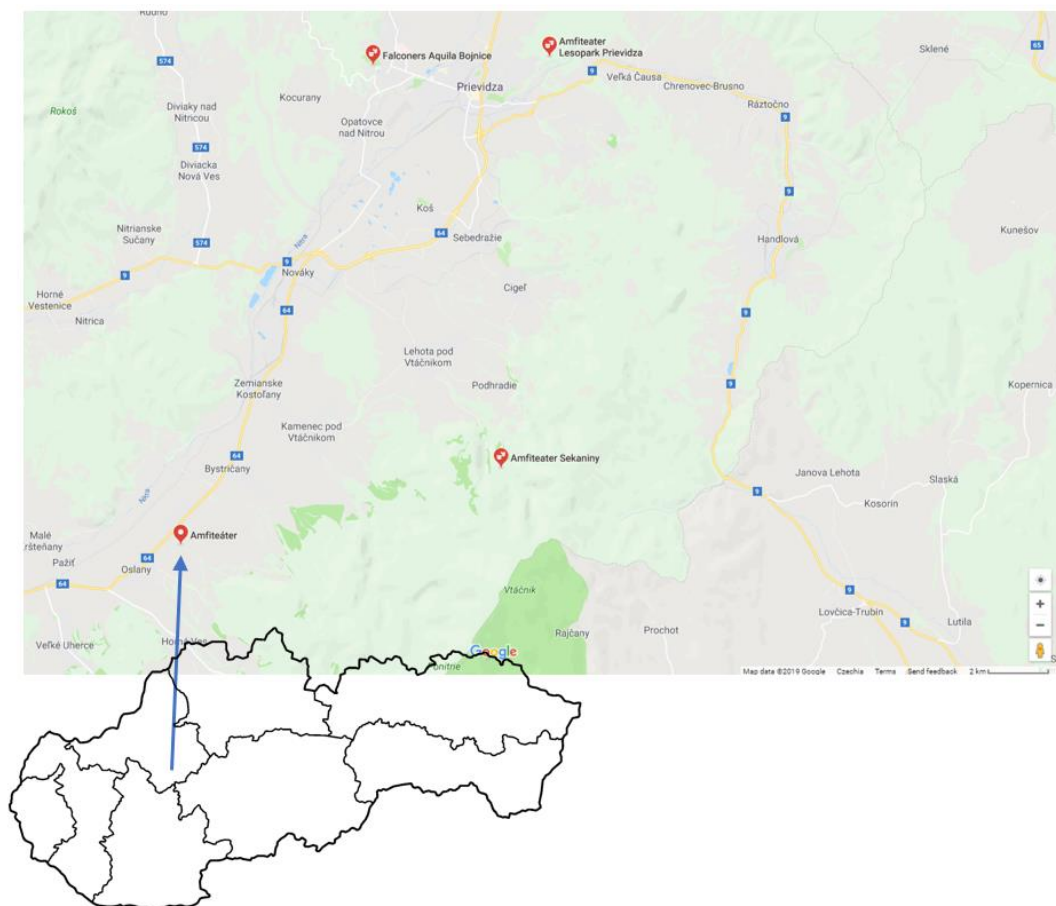 Rudno
574
Falconers Aquila Bojnice
Amfiteater
Lesopark Prievidza
Sklené
65
9
Veľká Čausa
Chrenovec-Brusno
Prievidza
Kocurany
Ráztočno
Rokoš
Diviaky nad
Nitricou
Opatovce
nad Nitrou
9
574
Diviacka
Nová Ves
9
Koš
Nitrianske
Sučany
574
64
Sebedražie
Handlová
Kunešov
Nitra
9
9
Nováky
Cigeľ
Horné
Vestenice
64
9
Nitrica
Lehota pod
Vtáčnikom
Zemianske
Kostoľany
Podhradie
9
Kopernica
Kamenec pod
Vtáčnikom
64
Amfiteater Sekaniny
Bystričany
Janova Lehota
Slaská
9
Kosorín
Amfiteáter
Malé
Pažiť
64
Oslany
64
Vtáčnik
9
Lovčica-Trubín
9
Lutila
Veľké Uherce
Horná Ves
Rajčany
Prochot
Google
Map data ©2019 Google
Czechia
Terms
Send feedback
2 km